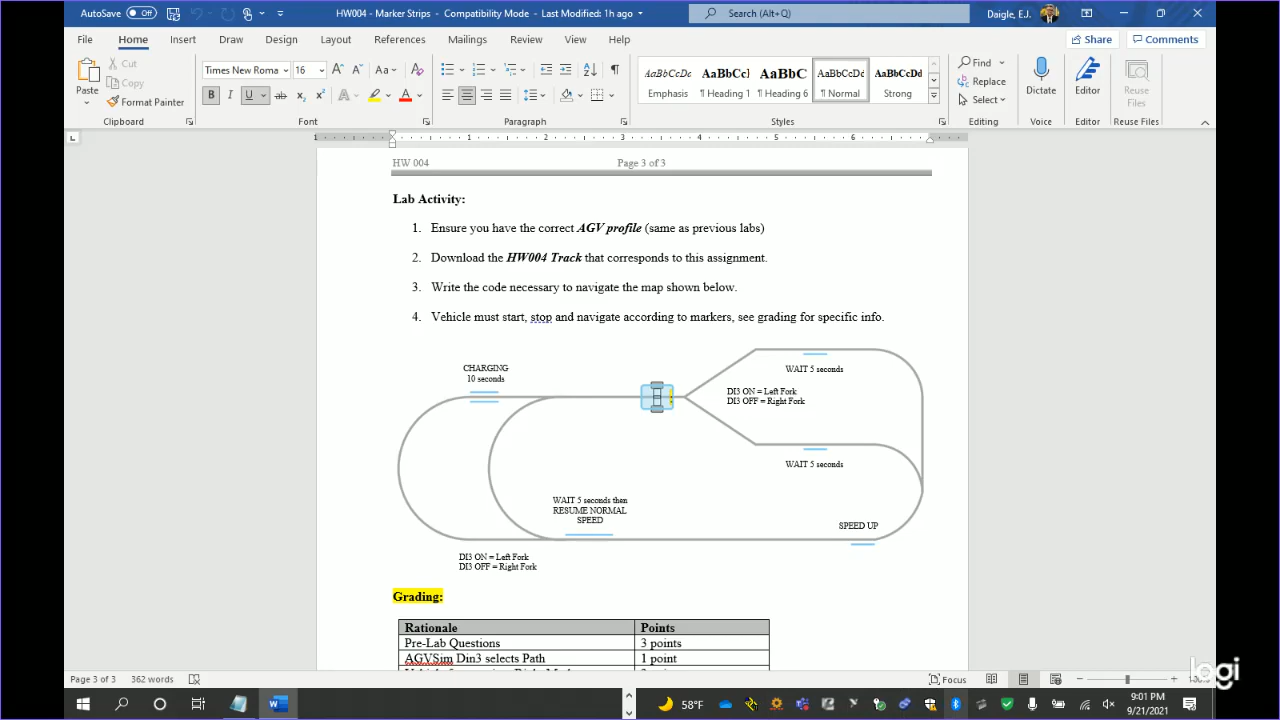 AutoSave Off HW004 - Marker Strips - Compatibility Mode - Last Modified: 1h ago Search (Alt+Q) Daigle, EJ.
File Home Insert Draw Design Layout References Mailings Review View Help Share Comments
Paste Cut Copy Format Painter
Times New Roma 16
Emphasis ¶ Heading 1 ¶ Heading 6 ¶ Normal Strong
Find Replace Select
Dictate Editor Reuse Files
Clipboard Font Paragraph Styles Editing Voice Editor Reuse Files
HW 004 Page 3 of 3
Lab Activity:
1. Ensure you have the correct AGV profile (same as previous labs)
2. Download the HW004 Track that corresponds to this assignment.
3. Write the code necessary to navigate the map shown below.
4. Vehicle must start, stop and navigate according to markers, see grading for specific info.
CHARGING
10 seconds
WAIT 5 seconds
DI3 ON = Left Fork
DI3 OFF = Right Fork
WAIT 5 seconds
WAIT 5 seconds then
RESUME NORMAL
SPEED
SPEED UP
DI3 ON = Left Fork
DI3 OFF = Right Fork
Grading:
Rationale Points
Pre-Lab Questions 3 points
AGVSim Din3 selects Path 1 point
Page 3 of 3 362 words Focus
logi
58°F 9:01 PM
9/21/2021